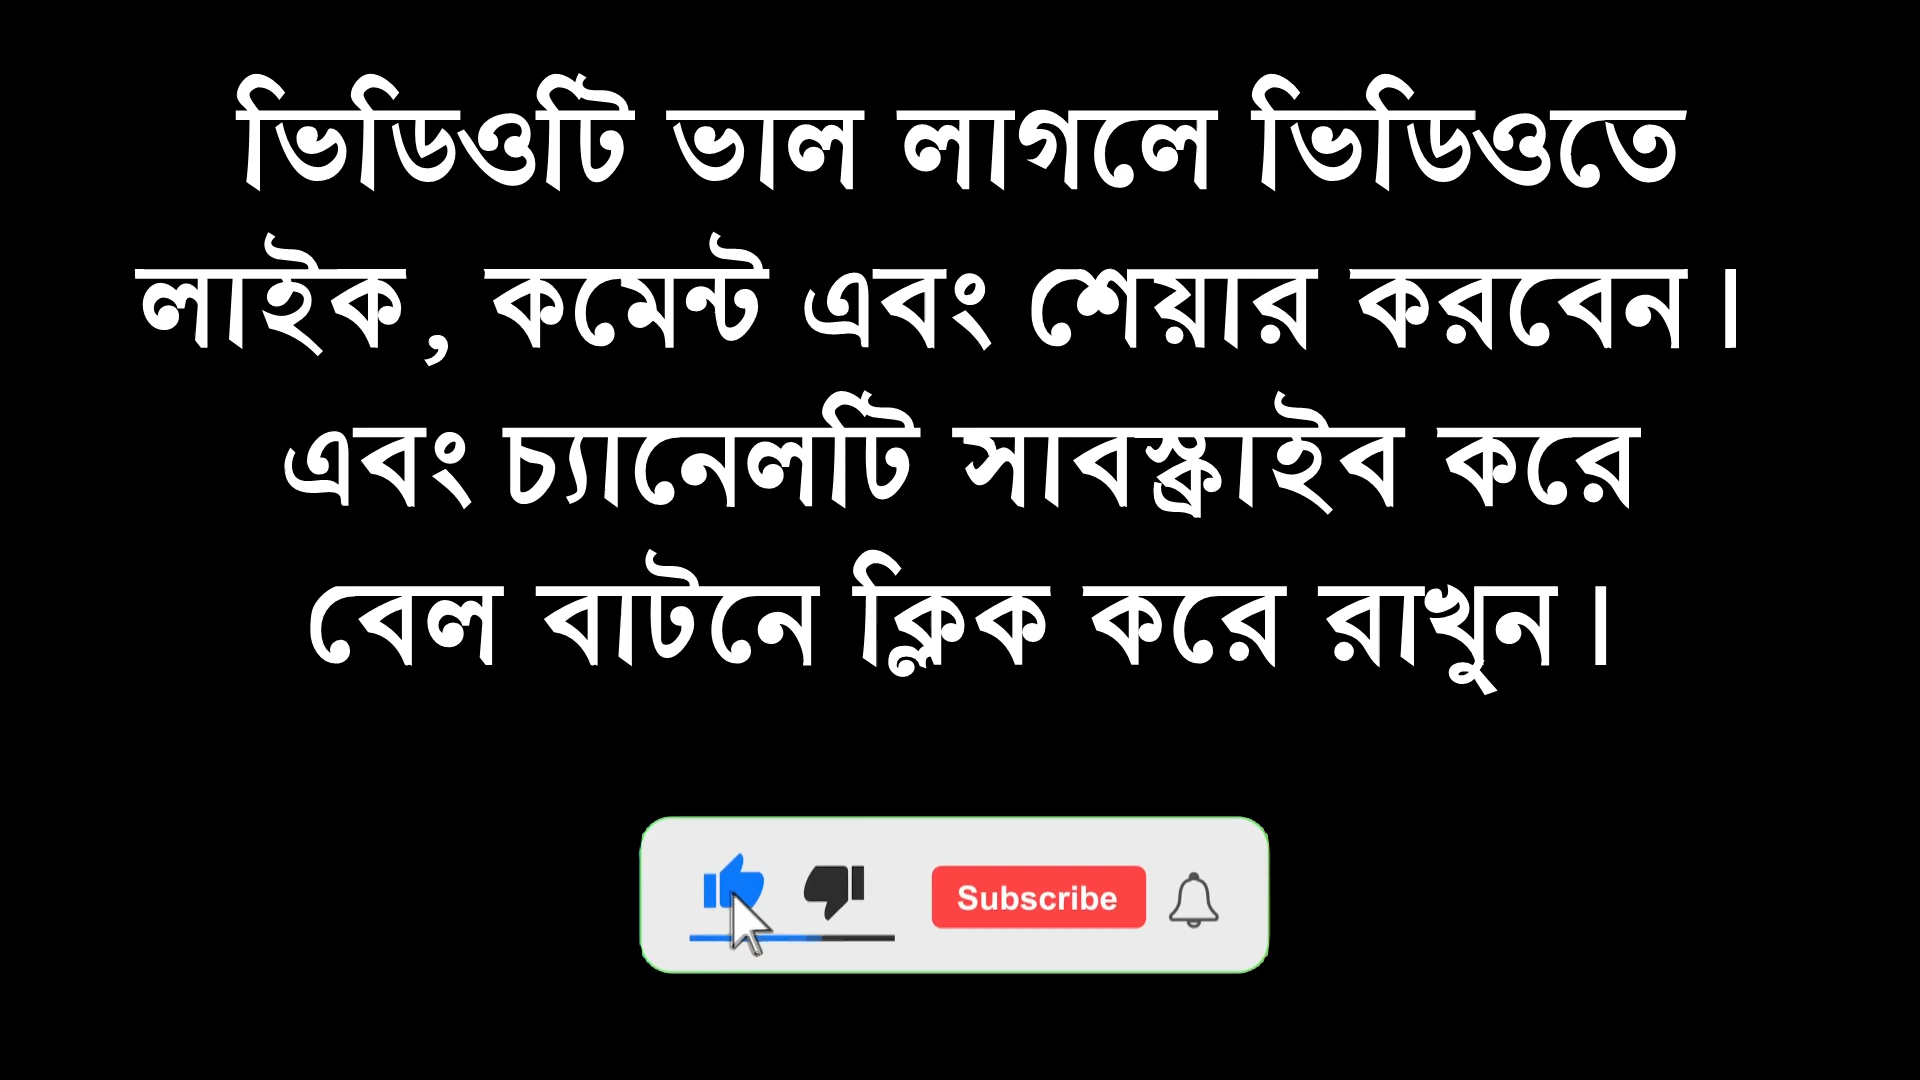 ভিডিওটি ভাল লাগলে ভিডিওতে
লাইক, কমেন্ট এবং শেয়ার করবেন।
এবং চ্যানেলটি সাবস্ক্রাইব করে
বেল বাটনে ক্লিক করে রাখুন।
Subscribe